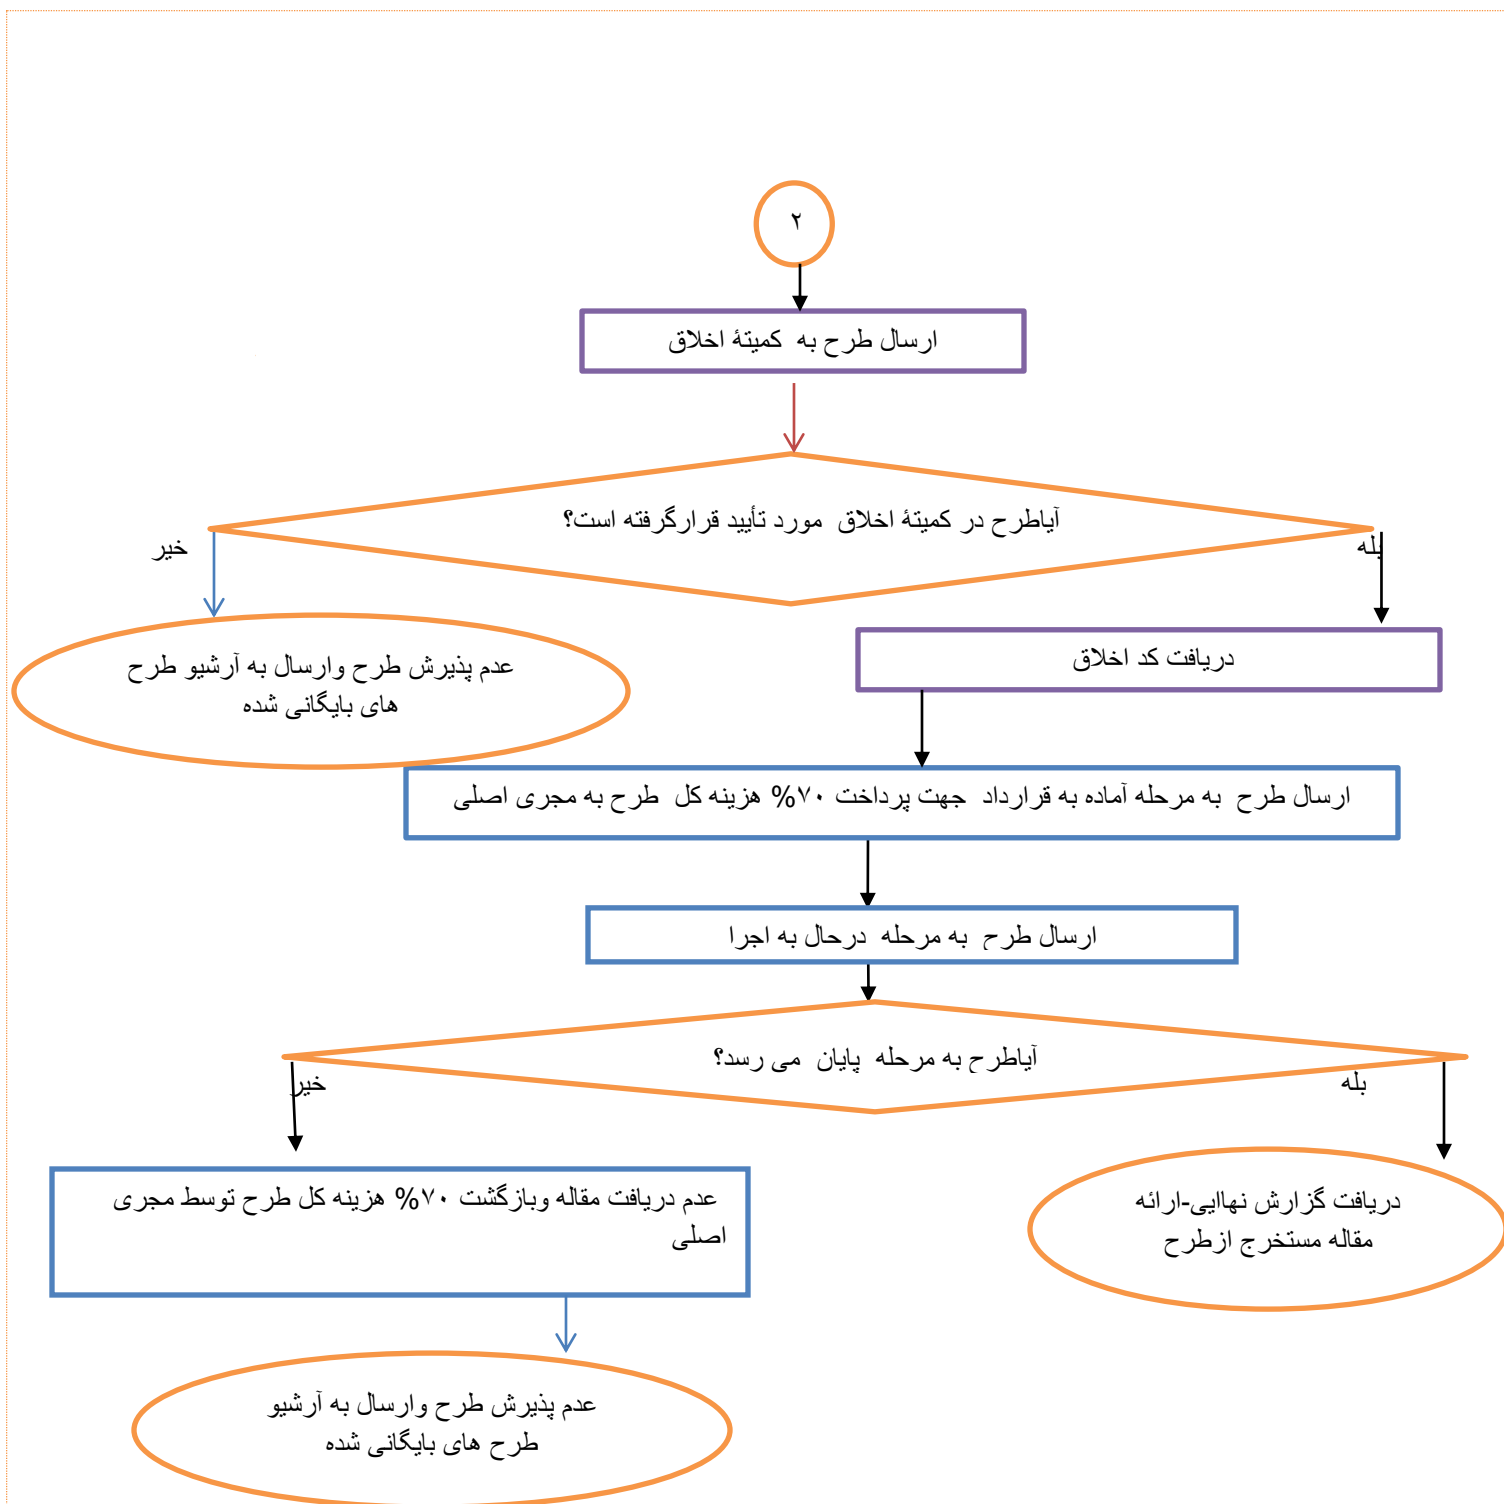 ۲
ارسال طرح به کمیتۀ اخلاق
آیاطرح در کمیتۀ اخلاق مورد تأیید قرارگرفته است؟
بله
خیر
دریافت کد اخلاق
عدم پذیرش طرح وارسال به آرشیو طرح
های بایگانی شده
ارسال طرح به مرحله آماده به قرارداد جهت پرداخت ۷۰% هزینه کل طرح به مجری اصلی
ارسال طرح به مرحله درحال به اجرا
آیاطرح به مرحله پایان می رسد؟
بله
خیر
دریافت گزارش نهاایی-ارائه
مقاله مستخرج ازطرح
عدم دریافت مقاله وبازگشت ۷۰% هزینه کل طرح توسط مجری
اصلی
عدم پذیرش طرح وارسال به آرشیو
طرح های بایگانی شده